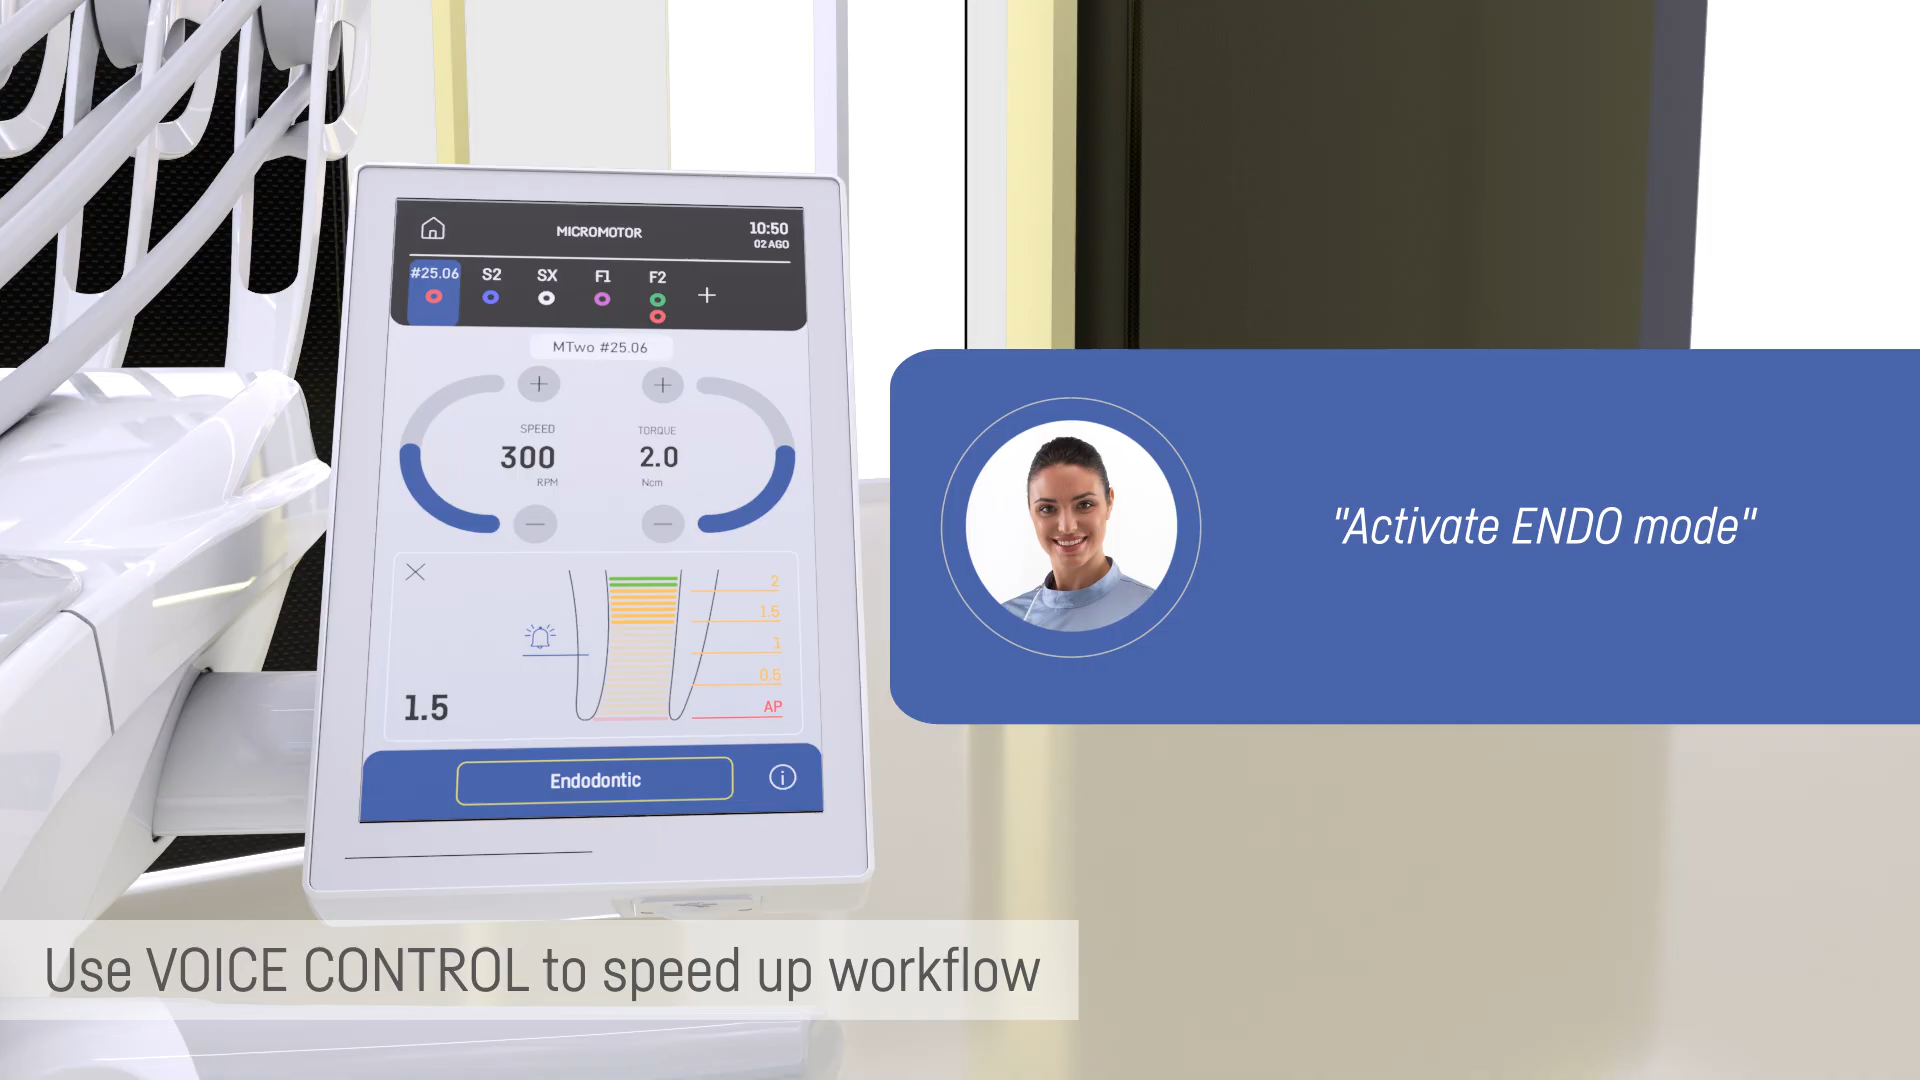 MICROMOTOR
10:50
02 AGO
#25.06 S2 SX F1 F2
MTwo #25.06
SPEED
300
RPM
TORQUE
2.0
Ncm
2
1.5
1
0.5
AP
1.5
Endodontic
"Activate ENDO mode"
Use VOICE CONTROL to speed up workflow